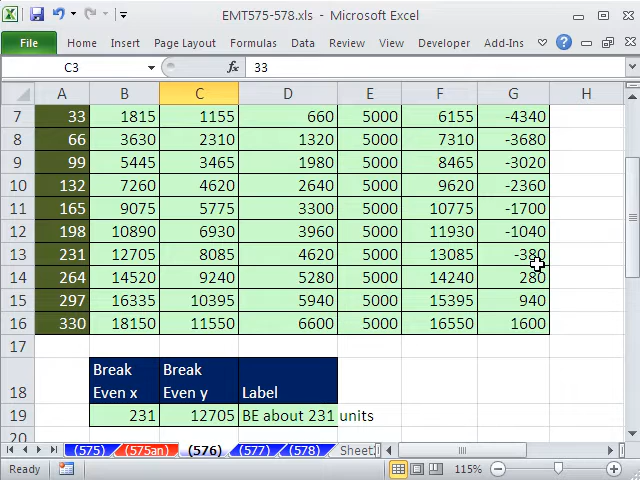 EMT575-578.xls - Microsoft Excel
File Home Insert Page Layout Formulas Data Review View Developer Add-Ins
C3 fx 33
A B C D E F G H
7 33 1815 1155 660 5000 6155 -4340
8 66 3630 2310 1320 5000 7310 -3680
9 99 5445 3465 1980 5000 8465 -3020
10 132 7260 4620 2640 5000 9620 -2360
11 165 9075 5775 3300 5000 10775 -1700
12 198 10890 6930 3960 5000 11930 -1040
13 231 12705 8085 4620 5000 13085 -380
14 264 14520 9240 5280 5000 14240 280
15 297 16335 10395 5940 5000 15395 940
16 330 18150 11550 6600 5000 16550 1600
17
Break Break
18 Even x Even y Label
19 231 12705 BE about 231 units
20
(575) (575an) (576) (577) (578) Sheet
Ready 115%